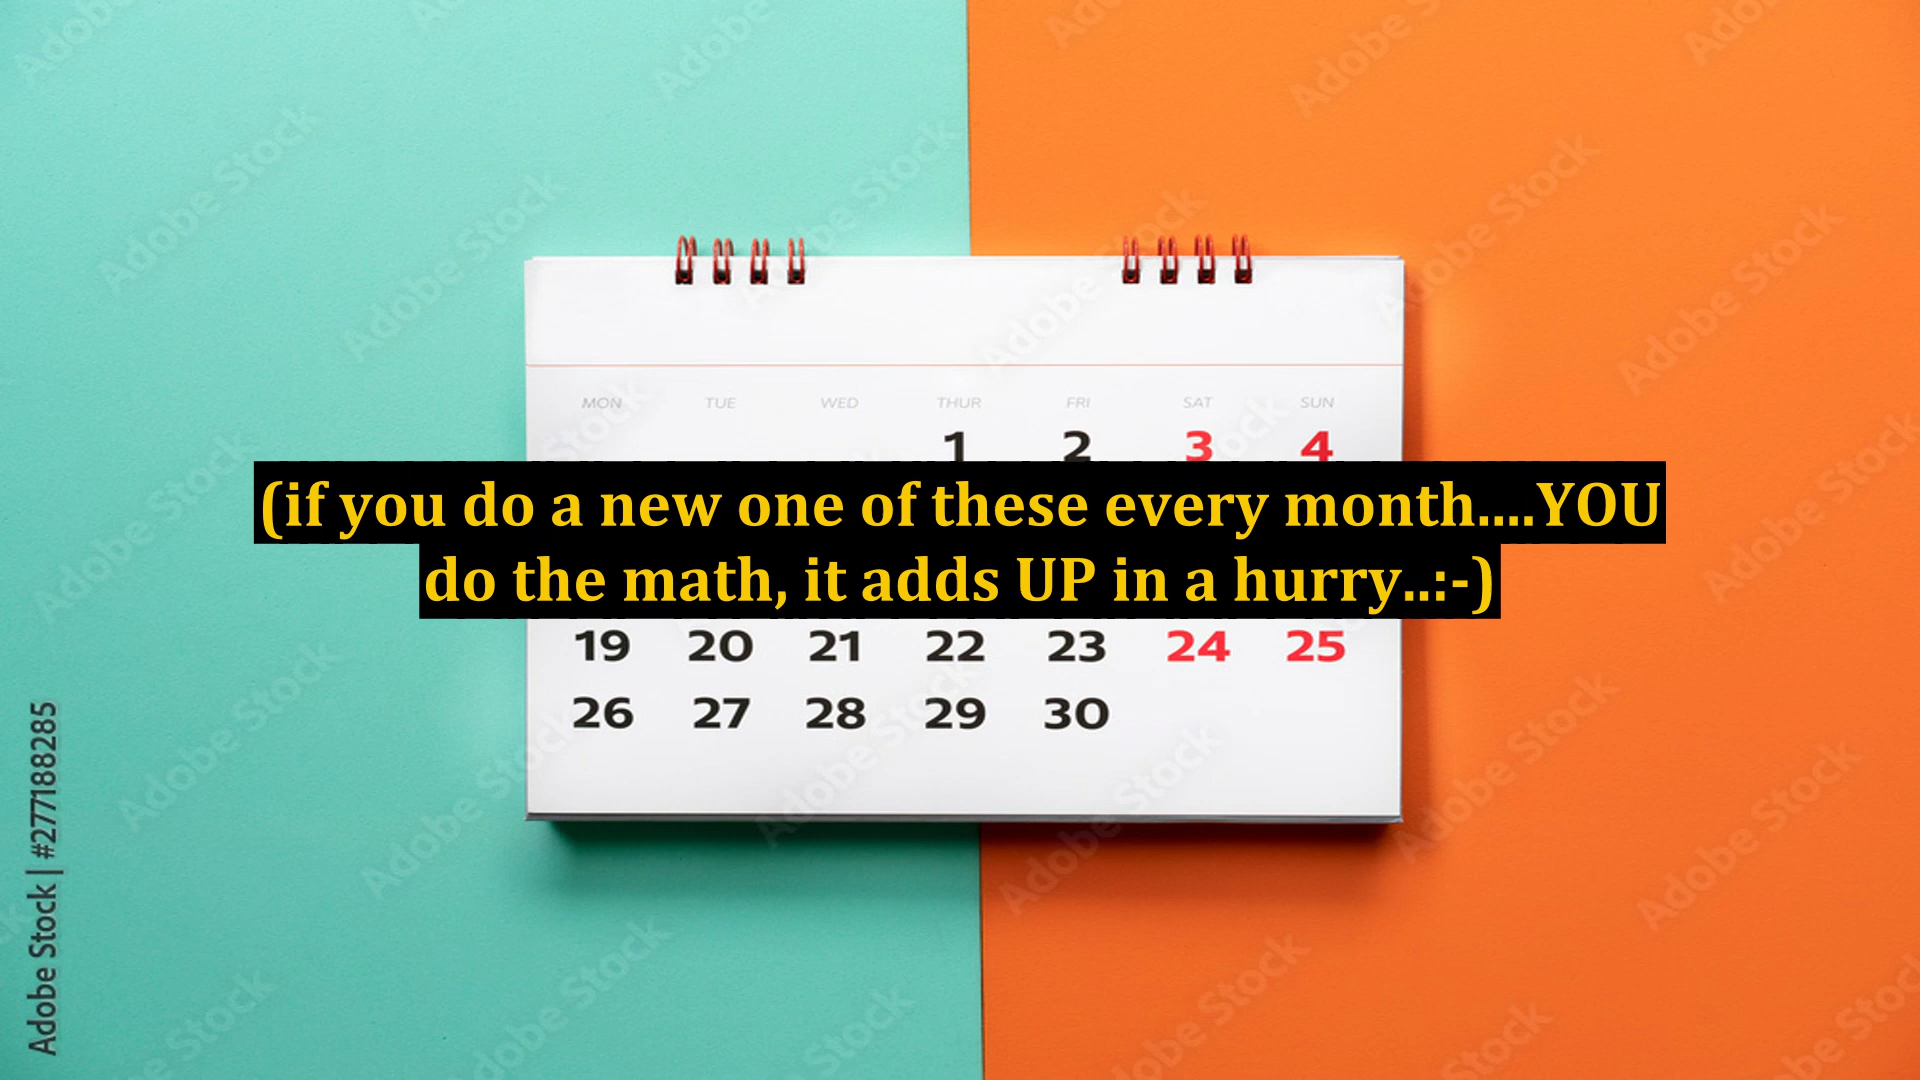 MON TUE WED THUR FRI SAT SUN
1 2 3 4
(if you do a new one of these every month....YOU
do the math, it adds UP in a hurry..:-)
19 20 21 22 23 24 25
26 27 28 29 30
Adobe Stock | #277188285
Adobe Stock